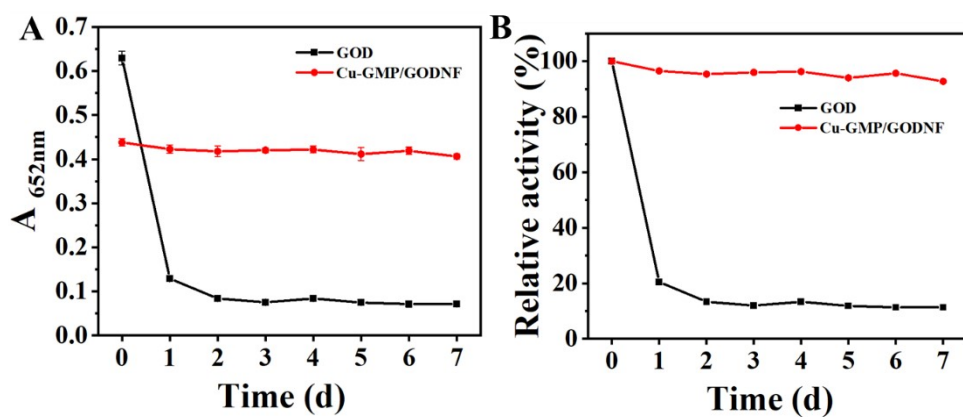 A
0.7
0.6
0.5
0.4
0.3
0.2
0.1
0.0
A 652nm
GOD
Cu-GMP/GODNF
0 1 2 3 4 5 6 7
Time (d)
B
100
80
60
40
20
0
Relative activity (%)
GOD
Cu-GMP/GODNF
0 1 2 3 4 5 6 7
Time (d)